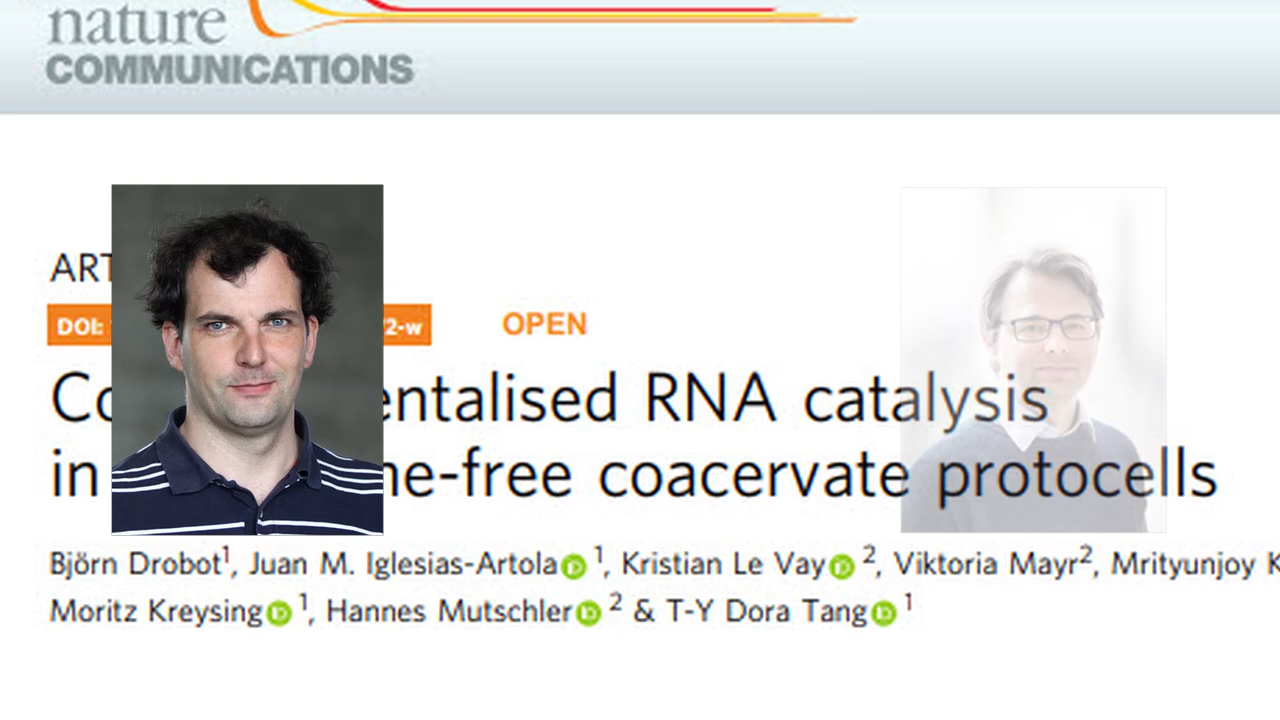 nature
COMMUNICATIONS
ART
DOI: 2-w OPEN
Co entalised RNA catalysis
in ne-free coacervate protocells
Björn Drobot1, Juan M. Iglesias-Artola 1, Kristian Le Vay 2, Viktoria Mayr2, Mrityunjoy K
Moritz Kreysing 1, Hannes Mutschler 2 & T-Y Dora Tang 1